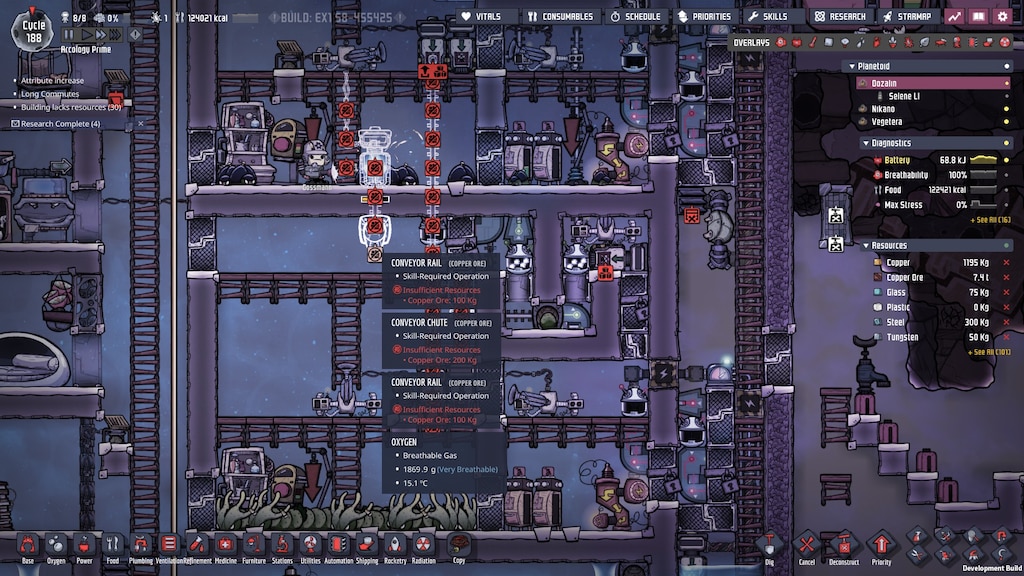 Cycle
188
8/8
0%
1
124021 kcal
BUILD: EX1 S8-455425
VITALS
CONSUMABLES
SCHEDULE
PRIORITIES
SKILLS
RESEARCH
STARMAP
Arcology Prime
Attribute increase
Long Commutes
Building lacks resources (30)
Research Complete (4)
OVERLAYS
Planetoid
Oozalin
Selene LI
Nikano
Vegetera
Diagnostics
Battery 68.8 kJ
Breathability 100%
Food 122421 kcal
Max Stress 0%
+ See All (16)
Resources
Copper 1195 Kg
Copper Ore 7.4 t
Glass 75 Kg
Plastic 0 Kg
Steel 300 Kg
Tungsten 50 Kg
+ See All (101)
CONVEYOR RAIL (COPPER ORE)
Skill-Required Operation
Insufficient Resources
• Copper Ore: 100 Kg
CONVEYOR CHUTE (COPPER ORE)
Skill-Required Operation
Insufficient Resources
• Copper Ore: 200 Kg
CONVEYOR RAIL (COPPER ORE)
Skill-Required Operation
Insufficient Resources
• Copper Ore: 100 Kg
OXYGEN
Breathable Gas
1869.9 g (Very Breathable)
15.1 °C
Base
Oxygen
Power
Food
Plumbing
Ventilation
Refinement
Medicine
Furniture
Stations
Utilities
Automation
Shipping
Rocketry
Radiation
Copy
Dig
Cancel
Deconstruct
Priority
Development Build